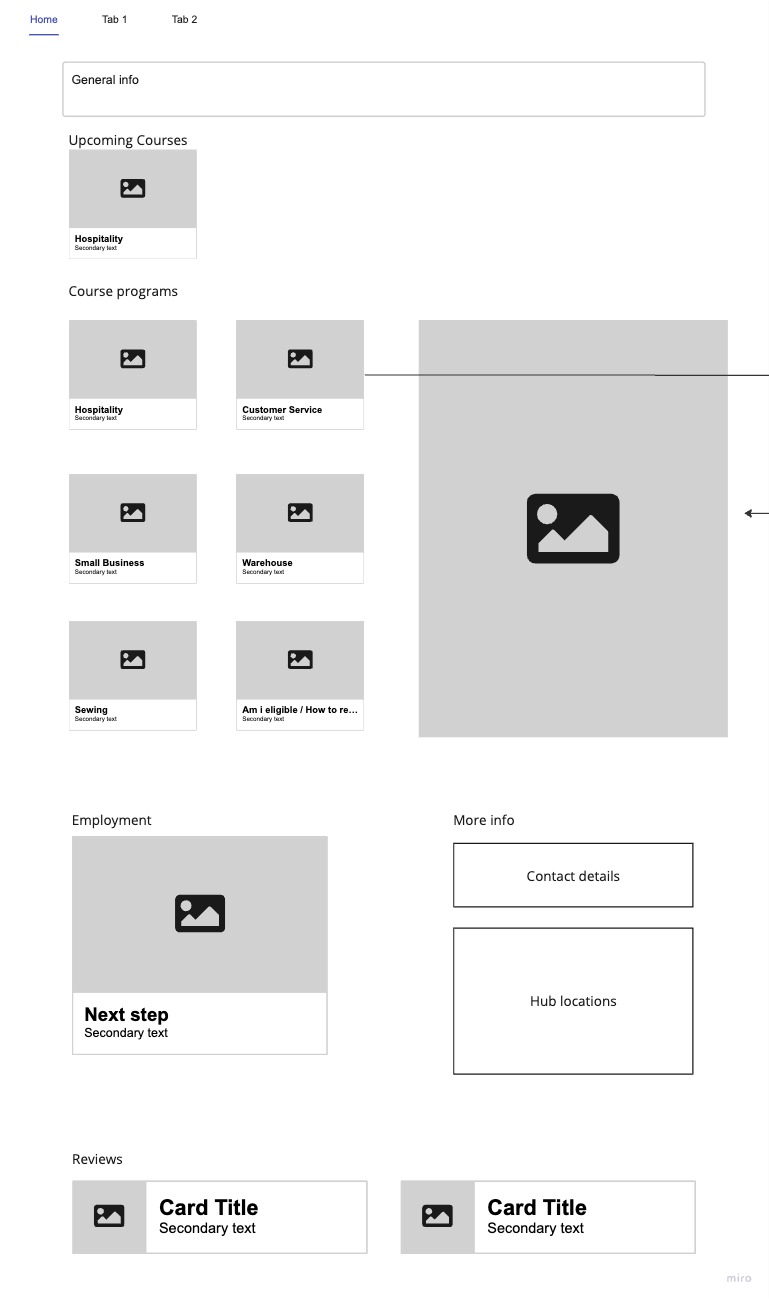 Home Tab 1 Tab 2
General info
Upcoming Courses
Hospitality
Secondary text
Course programs
Hospitality
Secondary text
Customer Service
Secondary text
Small Business
Secondary text
Warehouse
Secondary text
Sewing
Secondary text
Am i eligible / How to re...
Secondary text
Employment
Next step
Secondary text
More info
Contact details
Hub locations
Reviews
Card Title
Secondary text
Card Title
Secondary text
miro